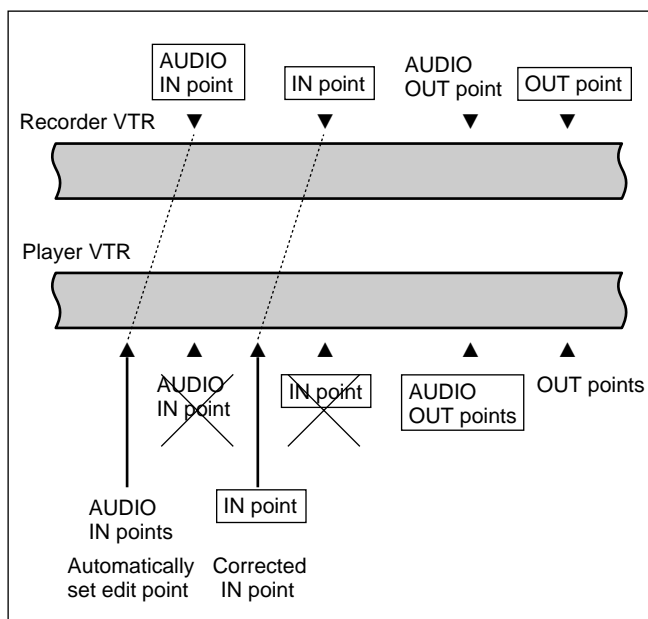 AUDIO
IN point
IN point
AUDIO
OUT point
OUT point
Recorder VTR
Player VTR
AUDIO
IN point
IN point
AUDIO
OUT points
OUT points
AUDIO
IN points
IN point
Automatically
set edit point
Corrected
IN point